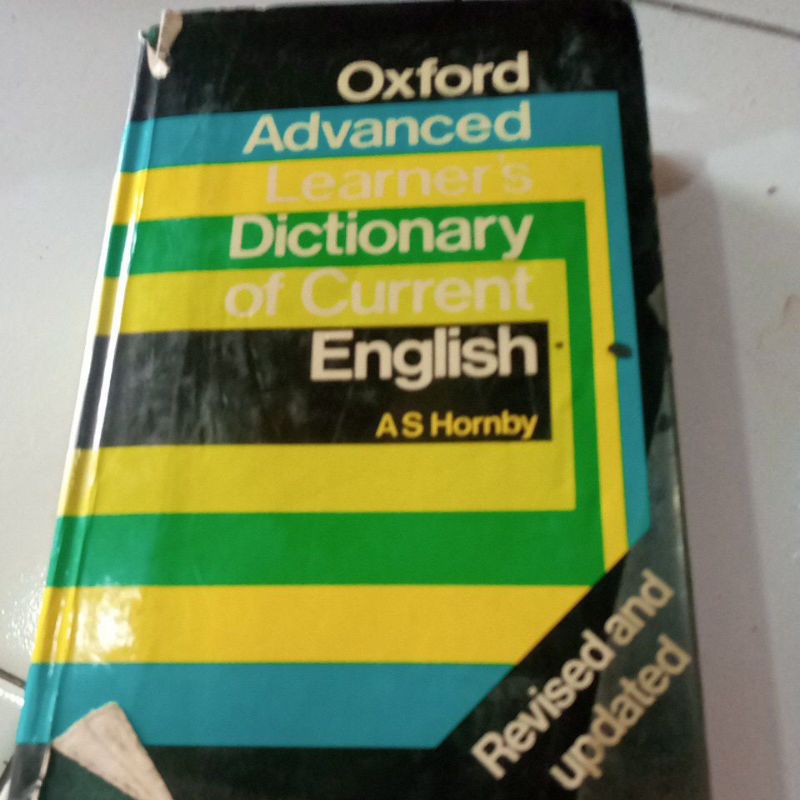 Oxford
Advanced
Learner's
Dictionary
of Current
English
A S Hornby
Revised and
updated